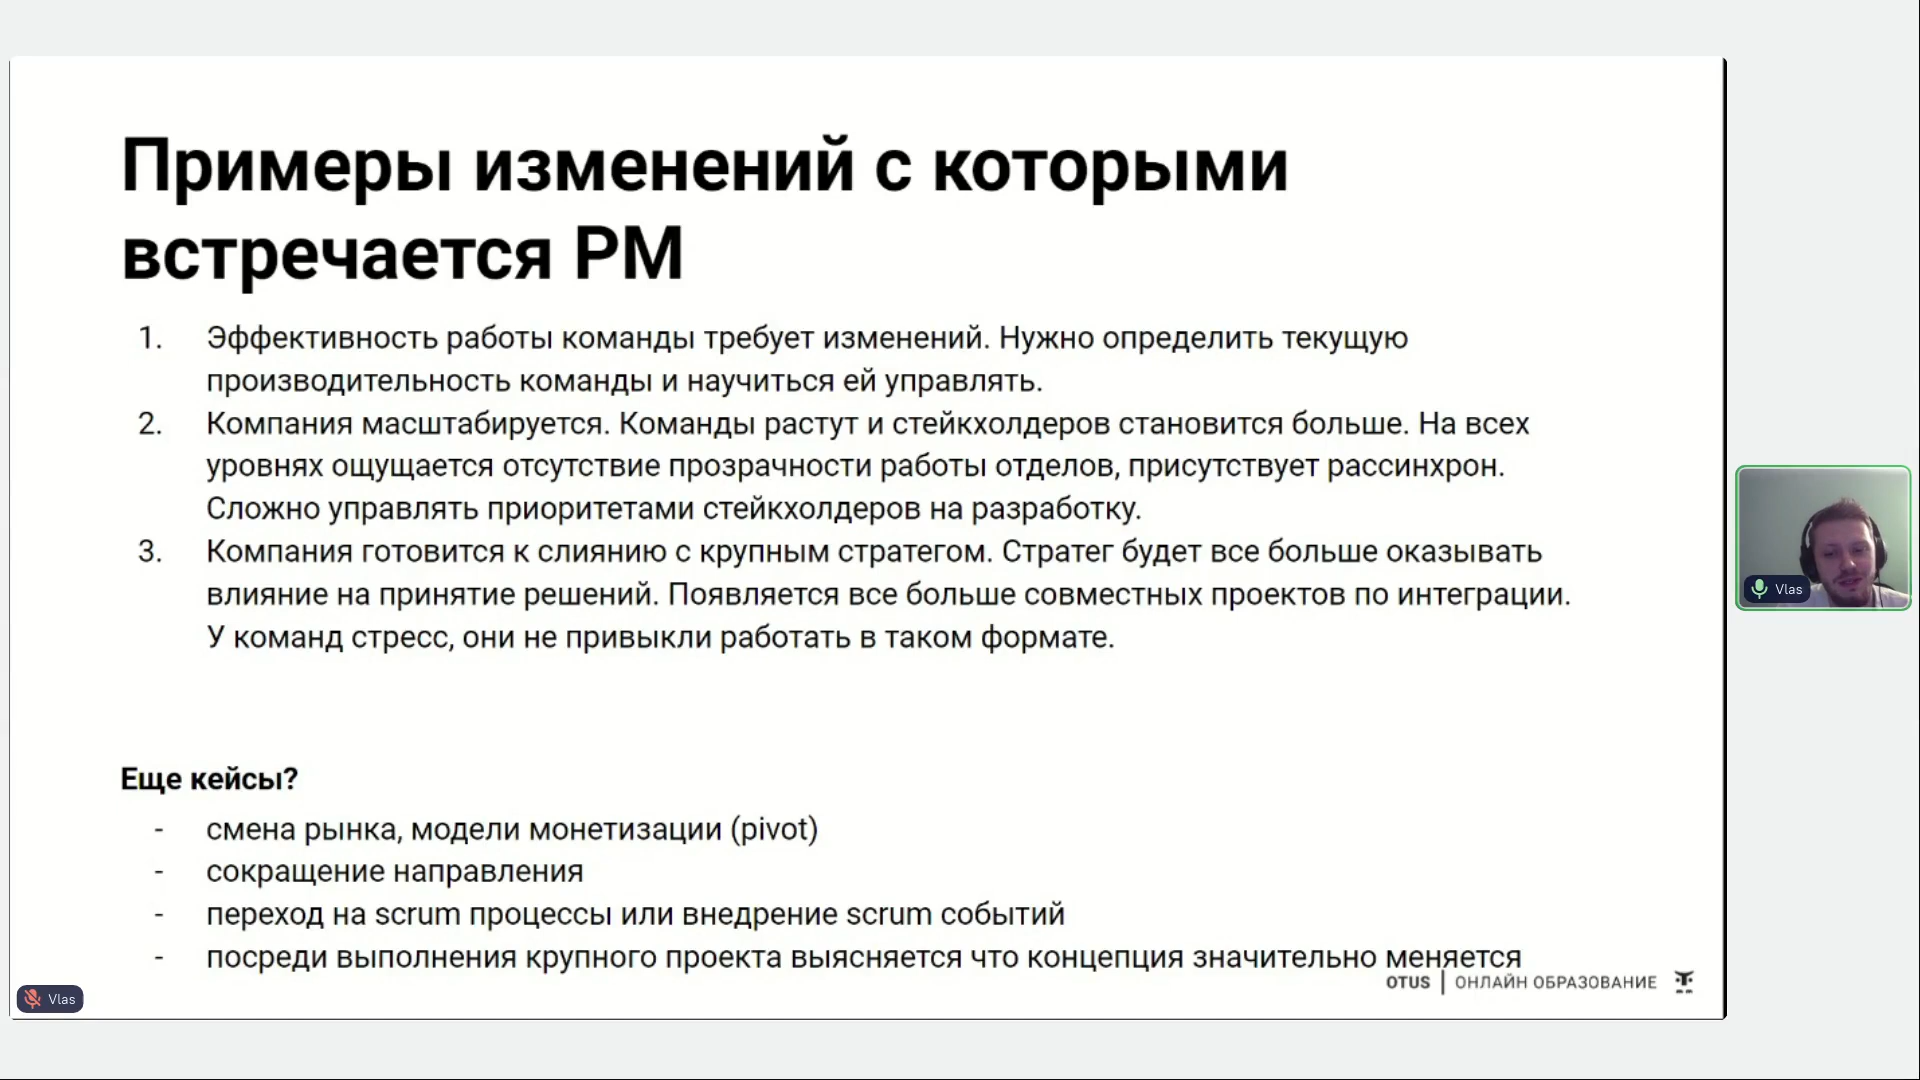 Примеры изменений с которыми
встречается PM
1. Эффективность работы команды требует изменений. Нужно определить текущую
производительность команды и научиться ей управлять.
2. Компания масштабируется. Команды растут и стейкхолдеров становится больше. На всех
уровнях ощущается отсутствие прозрачности работы отделов, присутствует рассинхрон.
Сложно управлять приоритетами стейкхолдеров на разработку.
3. Компания готовится к слиянию с крупным стратегом. Стратег будет все больше оказывать
влияние на принятие решений. Появляется все больше совместных проектов по интеграции.
У команд стресс, они не привыкли работать в таком формате.
Еще кейсы?
- смена рынка, модели монетизации (pivot)
- сокращение направления
- переход на scrum процессы или внедрение scrum событий
- посреди выполнения крупного проекта выясняется что концепция значительно меняется
OTUS | ОНЛАЙН ОБРАЗОВАНИЕ
Vlas
Vlas